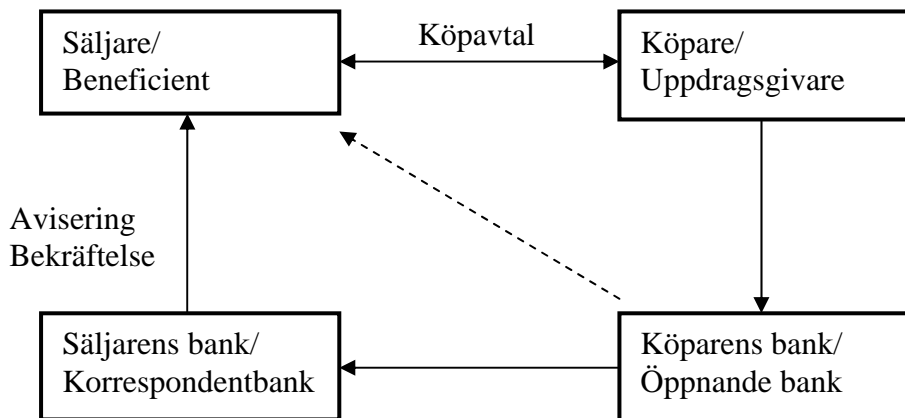 Säljare/
Beneficient
Köpavtal
Köpare/
Uppdragsgivare
Avisering
Bekräftelse
Säljarens bank/
Korrespondentbank
Köparens bank/
Öppnande bank